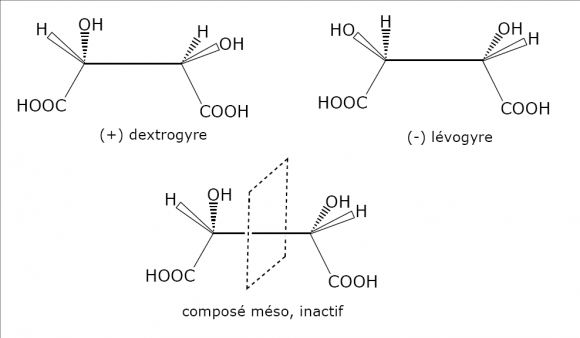 H OH H OH
HOOC COOH
(+) dextrogyre
HO H OH H
HOOC COOH
(-) lévogyre
H OH OH H
HOOC COOH
composé méso, inactif